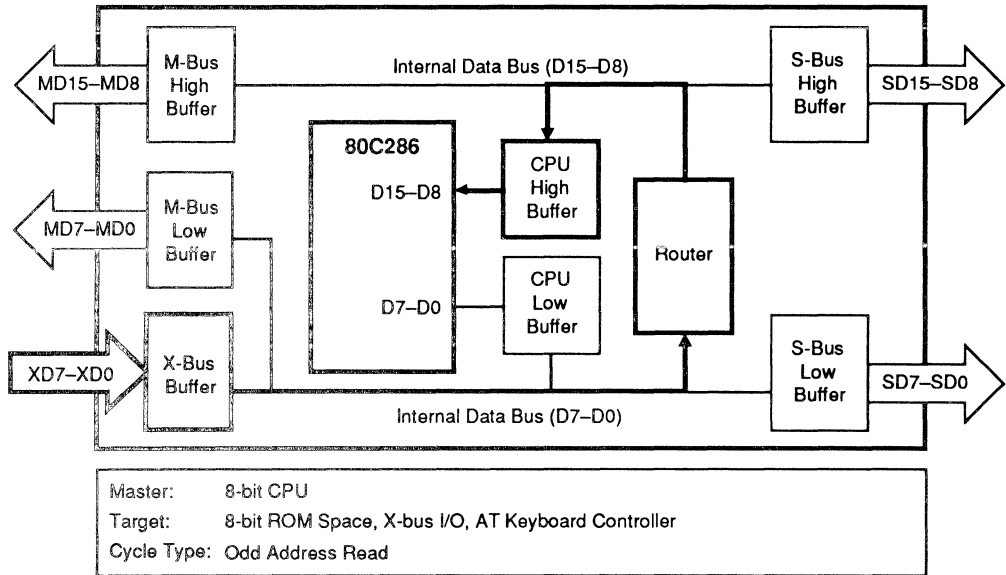 MD15–MD8
M-Bus
High
Buffer
Internal Data Bus (D15–D8)
S-Bus
High
Buffer
SD15–SD8
80C286
D15–D8
CPU
High
Buffer
MD7–MD0
M-Bus
Low
Buffer
Router
D7–D0
CPU
Low
Buffer
XD7–XD0
X-Bus
Buffer
S-Bus
Low
Buffer
SD7–SD0
Internal Data Bus (D7–D0)
Master: 8-bit CPU
Target: 8-bit ROM Space, X-bus I/O, AT Keyboard Controller
Cycle Type: Odd Address Read